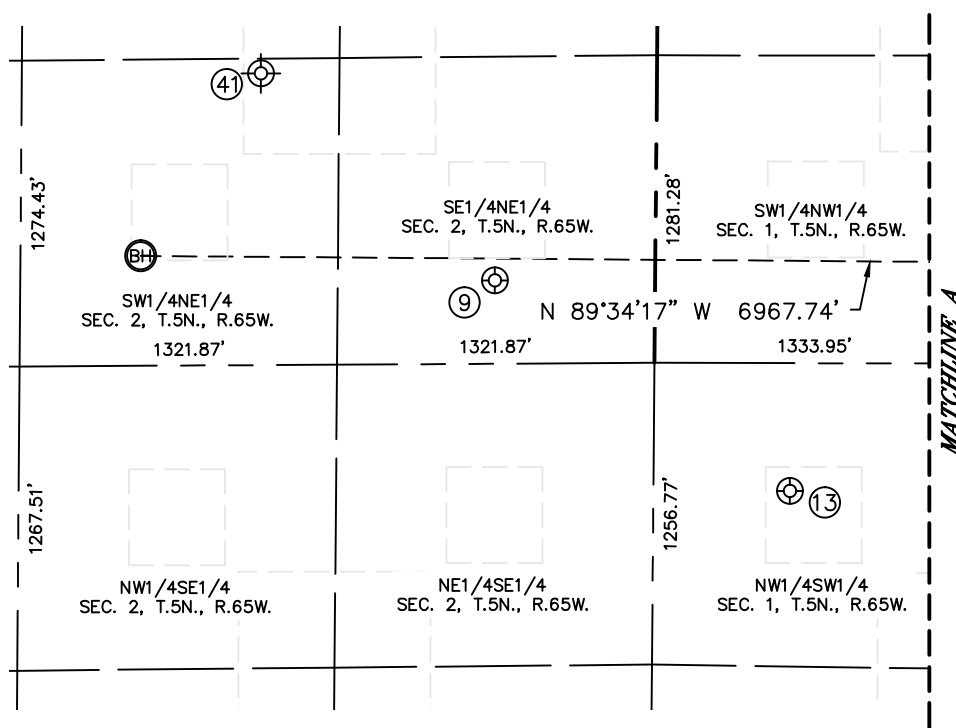 41
1274.43'
SE1/4NE1/4
SEC. 2, T.5N., R.65W.
1281.28'
SW1/4NW1/4
SEC. 1, T.5N., R.65W.
BH
SW1/4NE1/4
SEC. 2, T.5N., R.65W.
9
N 89°34'17" W 6967.74'
1321.87'
1321.87'
1333.95'
MATCHLINE A
1267.51'
1256.77'
13
NW1/4SE1/4
SEC. 2, T.5N., R.65W.
NE1/4SE1/4
SEC. 2, T.5N., R.65W.
NW1/4SW1/4
SEC. 1, T.5N., R.65W.